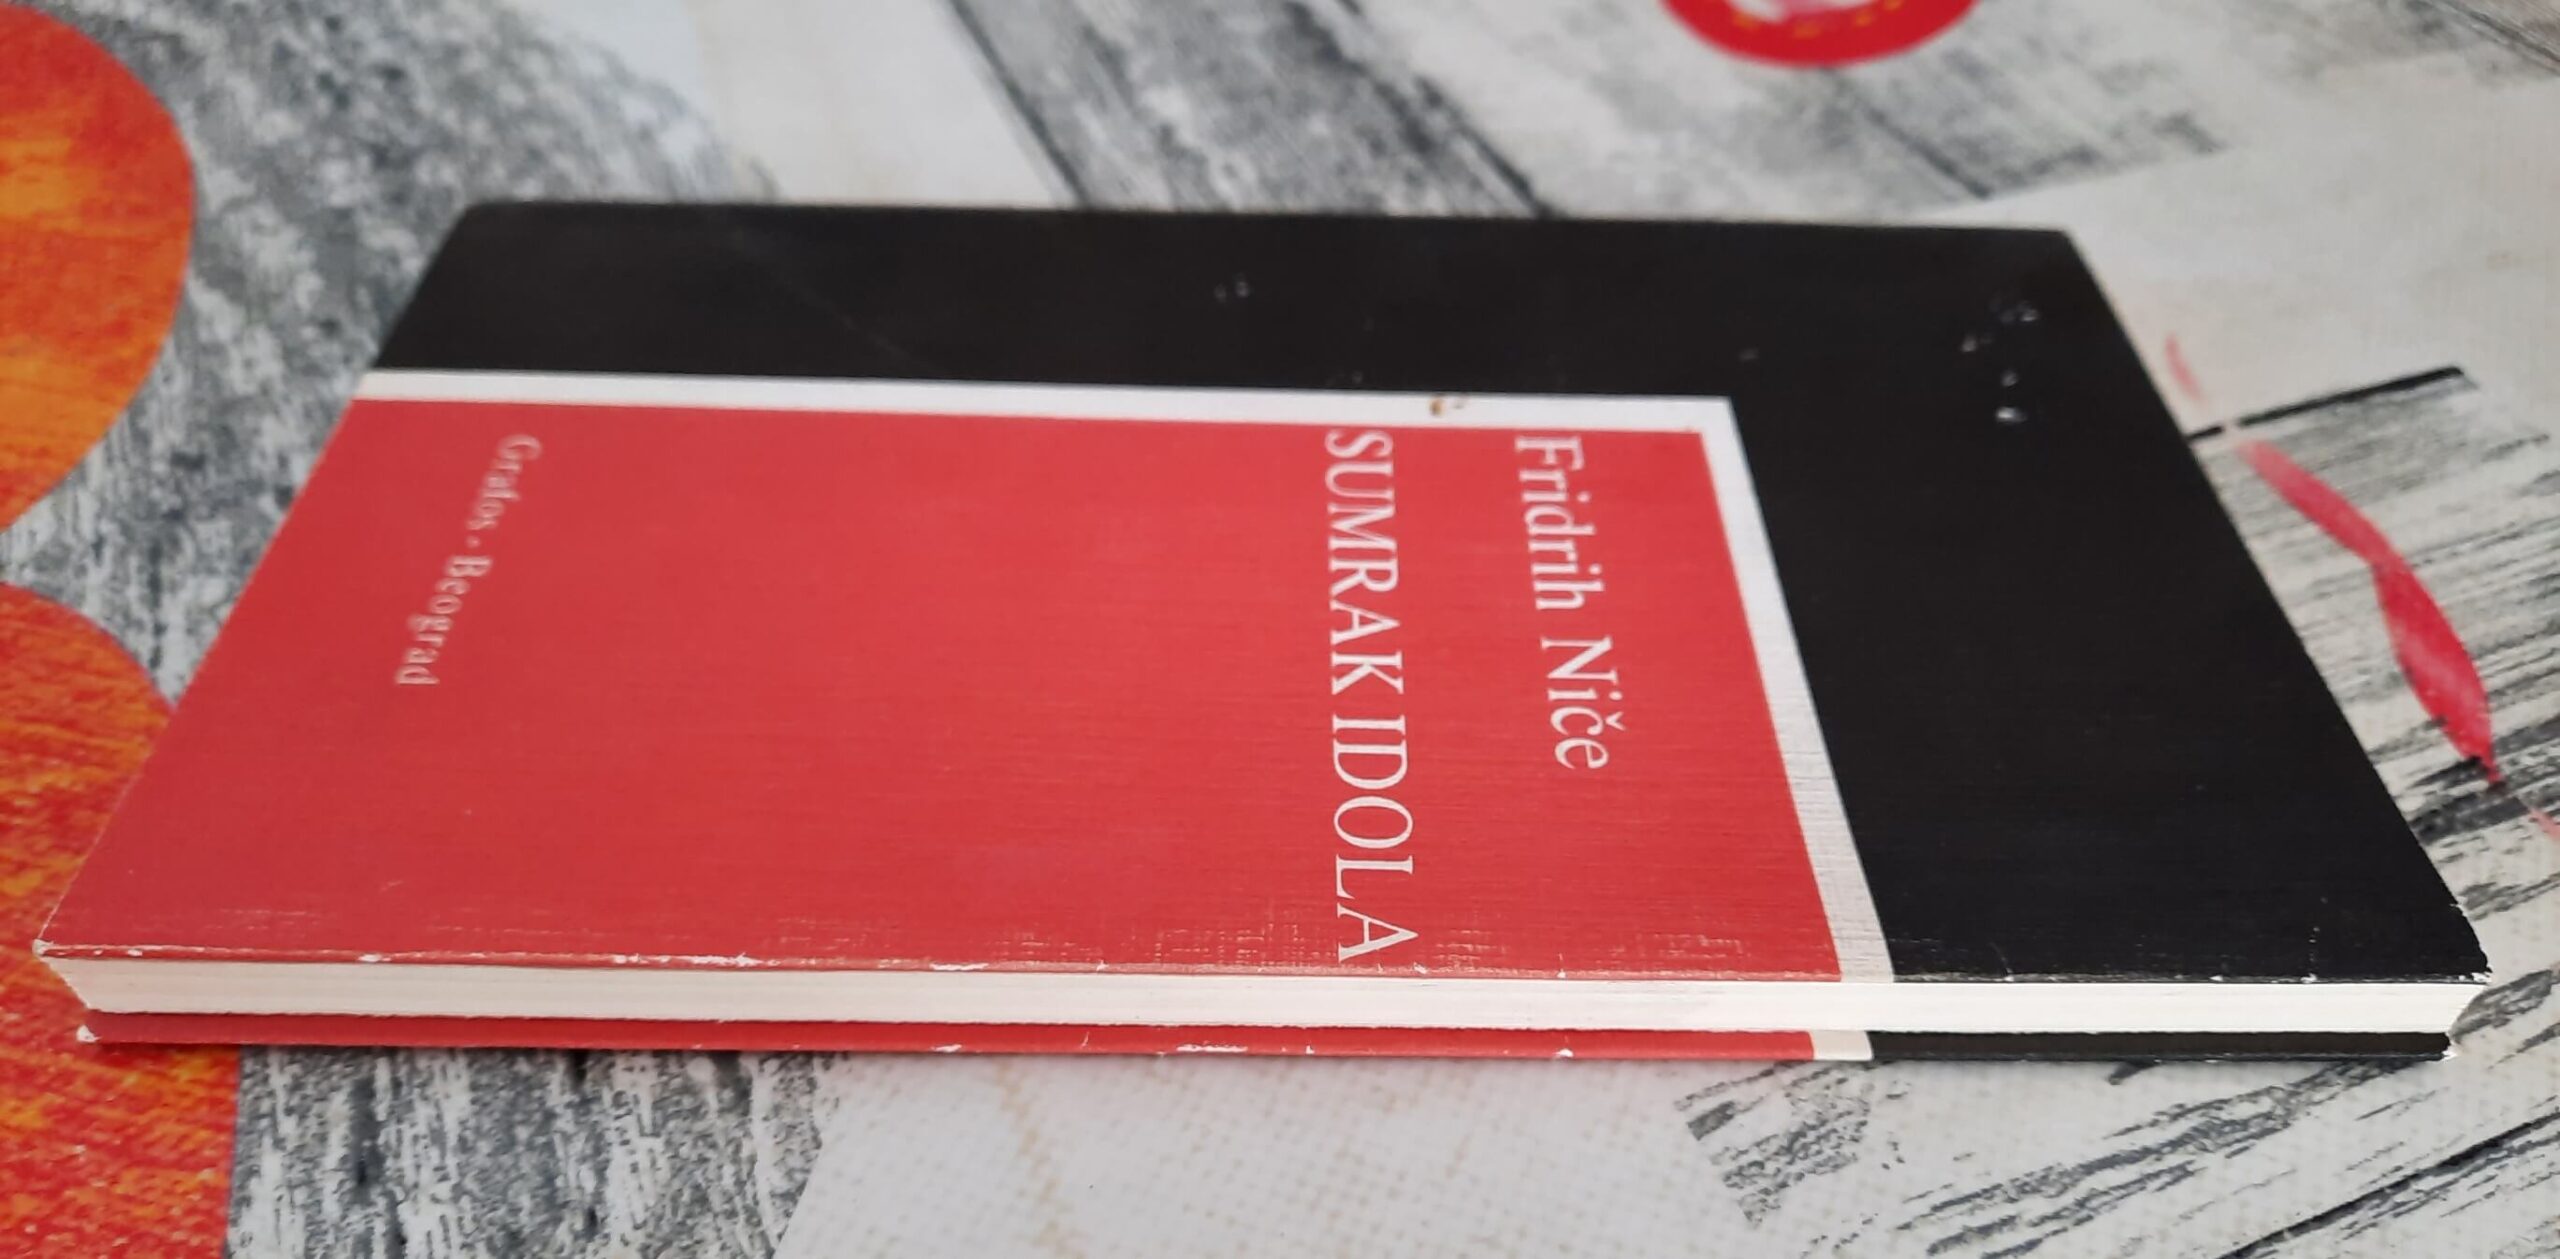 Fridrih Niče
SUMRAK IDOLA
Grafos • Beograd